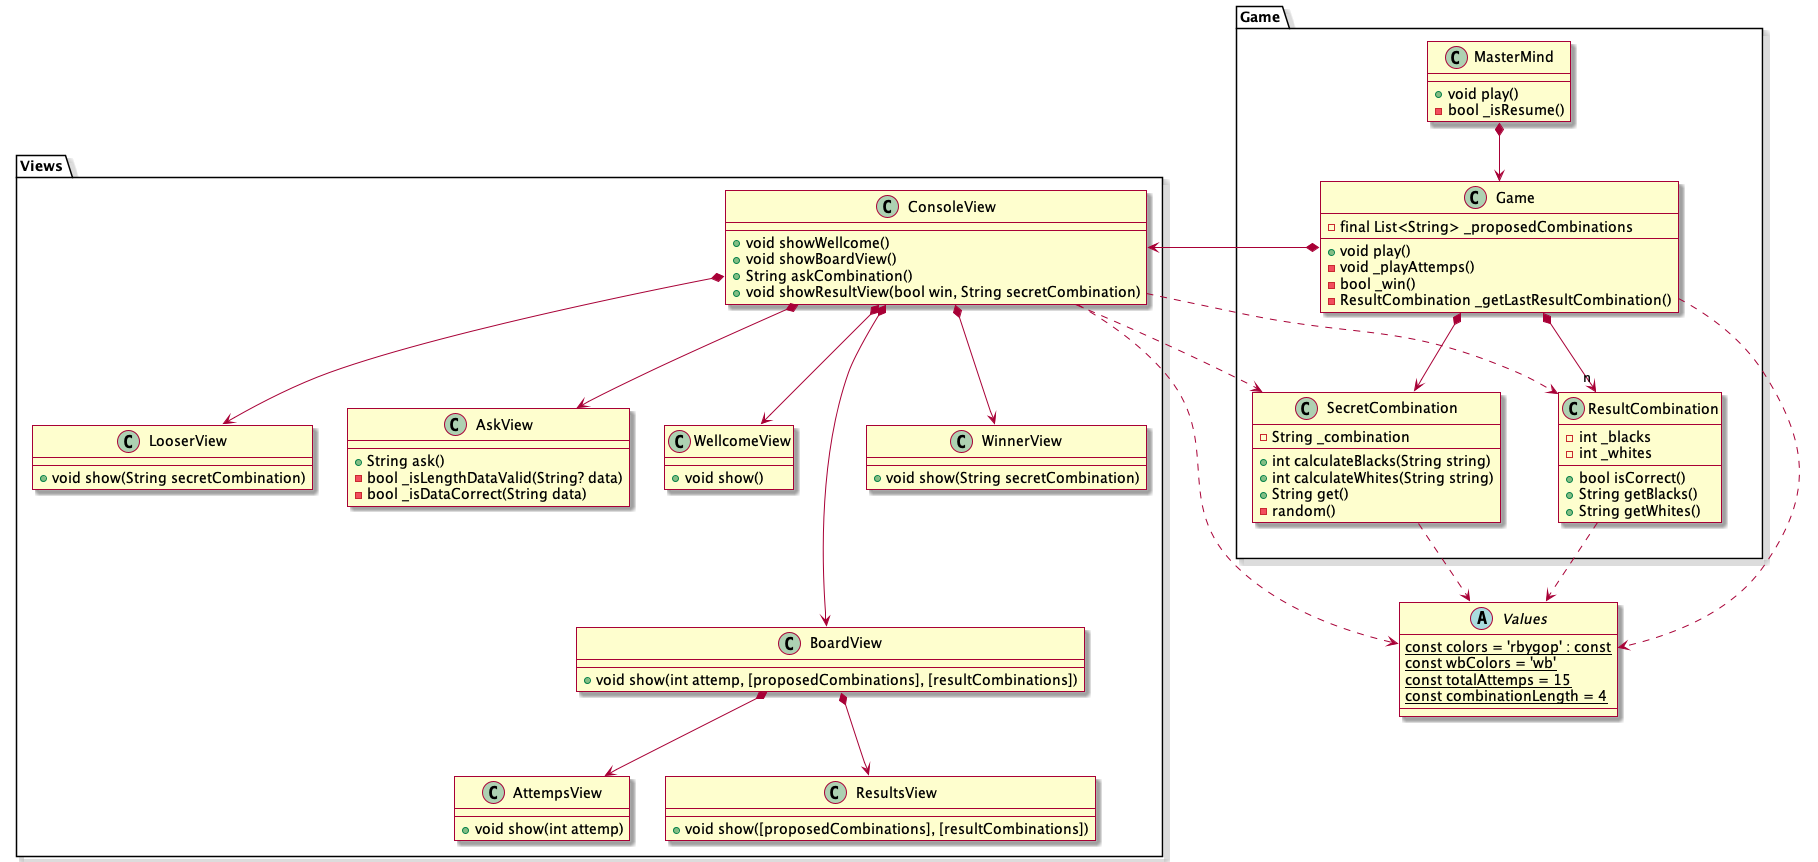 Game
C MasterMind
void play()
bool _isResume()
Views
C ConsoleView
void showWellcome()
void showBoardView()
String askCombination()
void showResultView(bool win, String secretCombination)
C Game
final List<String> _proposedCombinations
void play()
void _playAttemps()
bool _win()
ResultCombination _getLastResultCombination()
n
C LooserView
void show(String secretCombination)
C AskView
String ask()
bool _isLengthDataValid(String? data)
bool _isDataCorrect(String data)
C WellcomeView
void show()
C WinnerView
void show(String secretCombination)
C SecretCombination
String _combination
int calculateBlacks(String string)
int calculateWhites(String string)
String get()
random()
C ResultCombination
int _blacks
int _whites
bool isCorrect()
String getBlacks()
String getWhites()
C BoardView
void show(int attemp, [proposedCombinations], [resultCombinations])
A Values
const colors = 'rbygop' : const
const wbColors = 'wb'
const totalAttemps = 15
const combinationLength = 4
C AttempsView
void show(int attemp)
C ResultsView
void show([proposedCombinations], [resultCombinations])